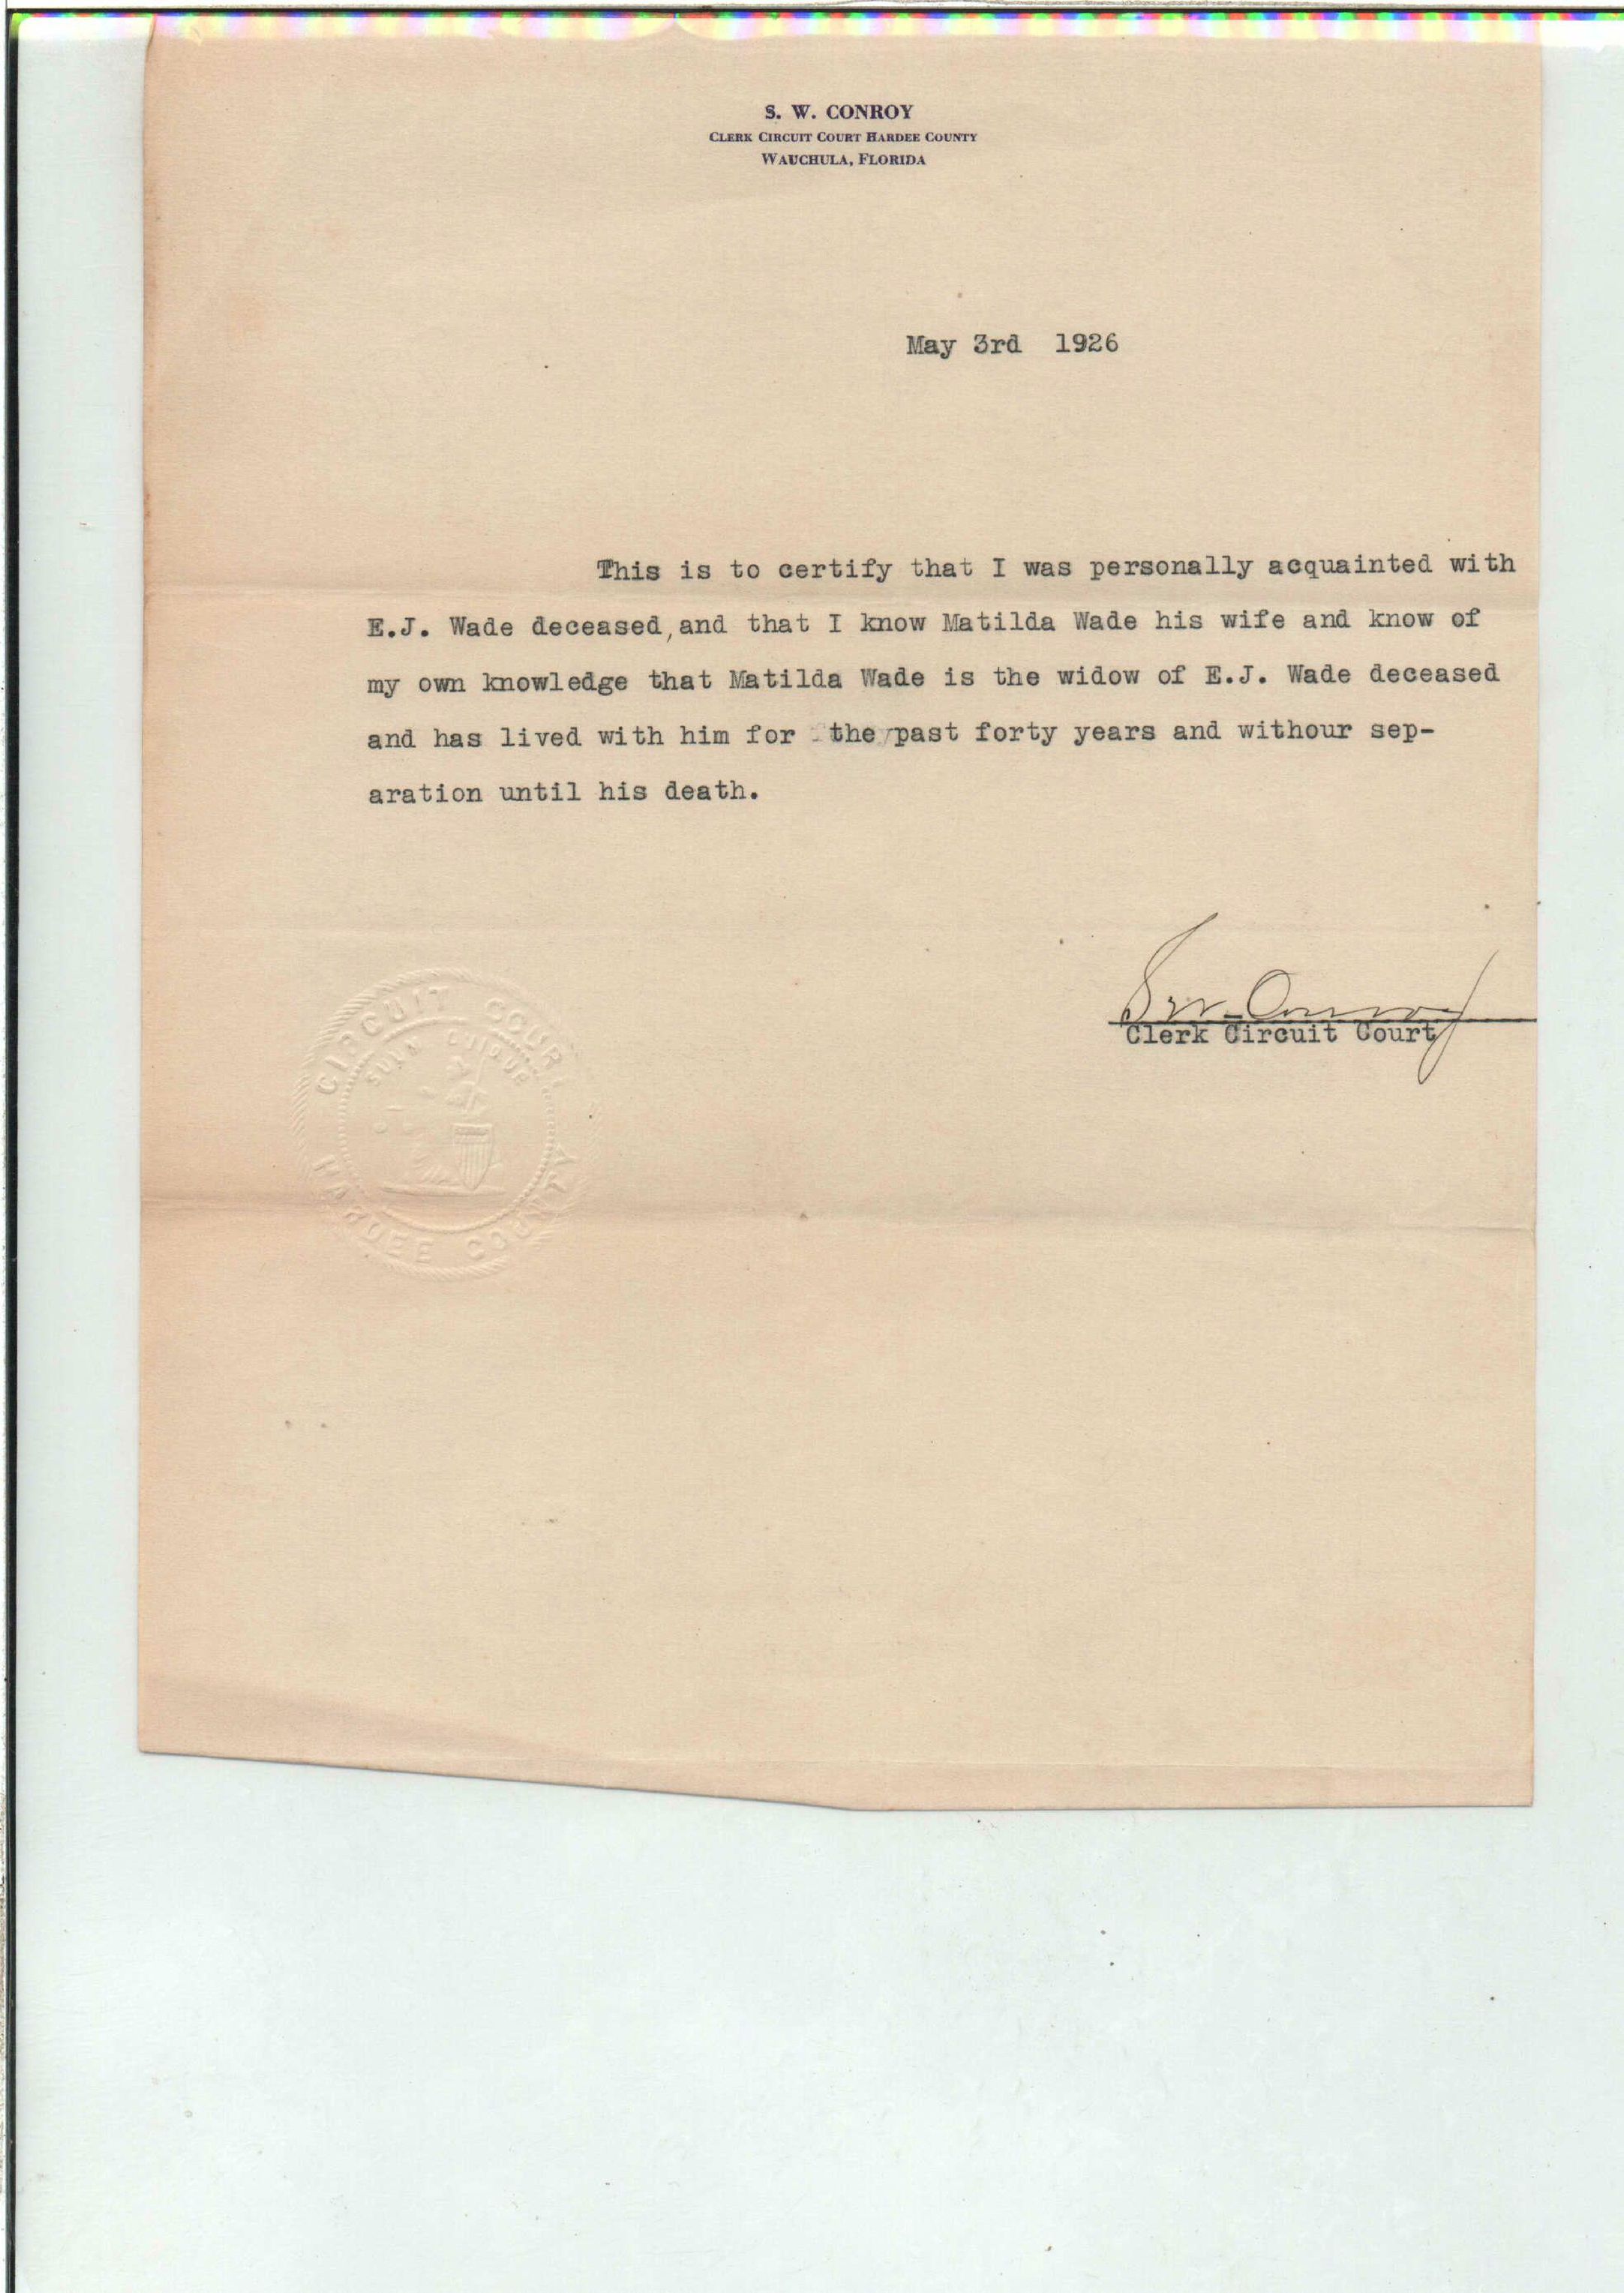 S. W. CONROY
CLERK CIRCUIT COURT HARDEE COUNTY
WAUCHULA, FLORIDA
May 3rd 1926
This is to certify that I was personally acquainted with
E.J. Wade deceased,and that I know Matilda Wade his wife and know of
my own knowledge that Matilda Wade is the widow of E.J. Wade deceased
and has lived with him for the past forty years and withour sep-
aration until his death.
S W Conroy
Clerk Circuit Court
CIRCUIT COURT
SUUM CUIQUE
HARDEE COUNTY